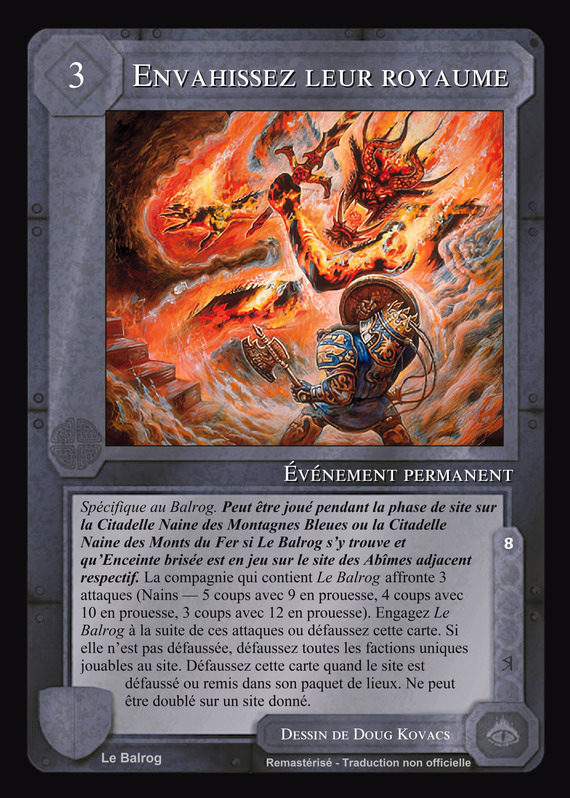 3
Envahissez leur royaume
Événement permanent
Spécifique au Balrog. Peut être joué pendant la phase de site sur
la Citadelle Naine des Montagnes Bleues ou la Citadelle
Naine des Monts du Fer si Le Balrog s'y trouve et
qu'Enceinte brisée est en jeu sur le site des Abîmes adjacent
respectif. La compagnie qui contient Le Balrog affronte 3
attaques (Nains — 5 coups avec 9 en prouesse, 4 coups avec
10 en prouesse, 3 coups avec 12 en prouesse). Engagez Le
Balrog à la suite de ces attaques ou défaussez cette carte. Si
elle n'est pas défaussée, défaussez toutes les factions uniques
jouables au site. Défaussez cette carte quand le site est
défaussé ou remis dans son paquet de lieux. Ne peut
être doublé sur un site donné.
8
Dessin de Doug Kovacs
Le Balrog
Remastérisé - Traduction non officielle